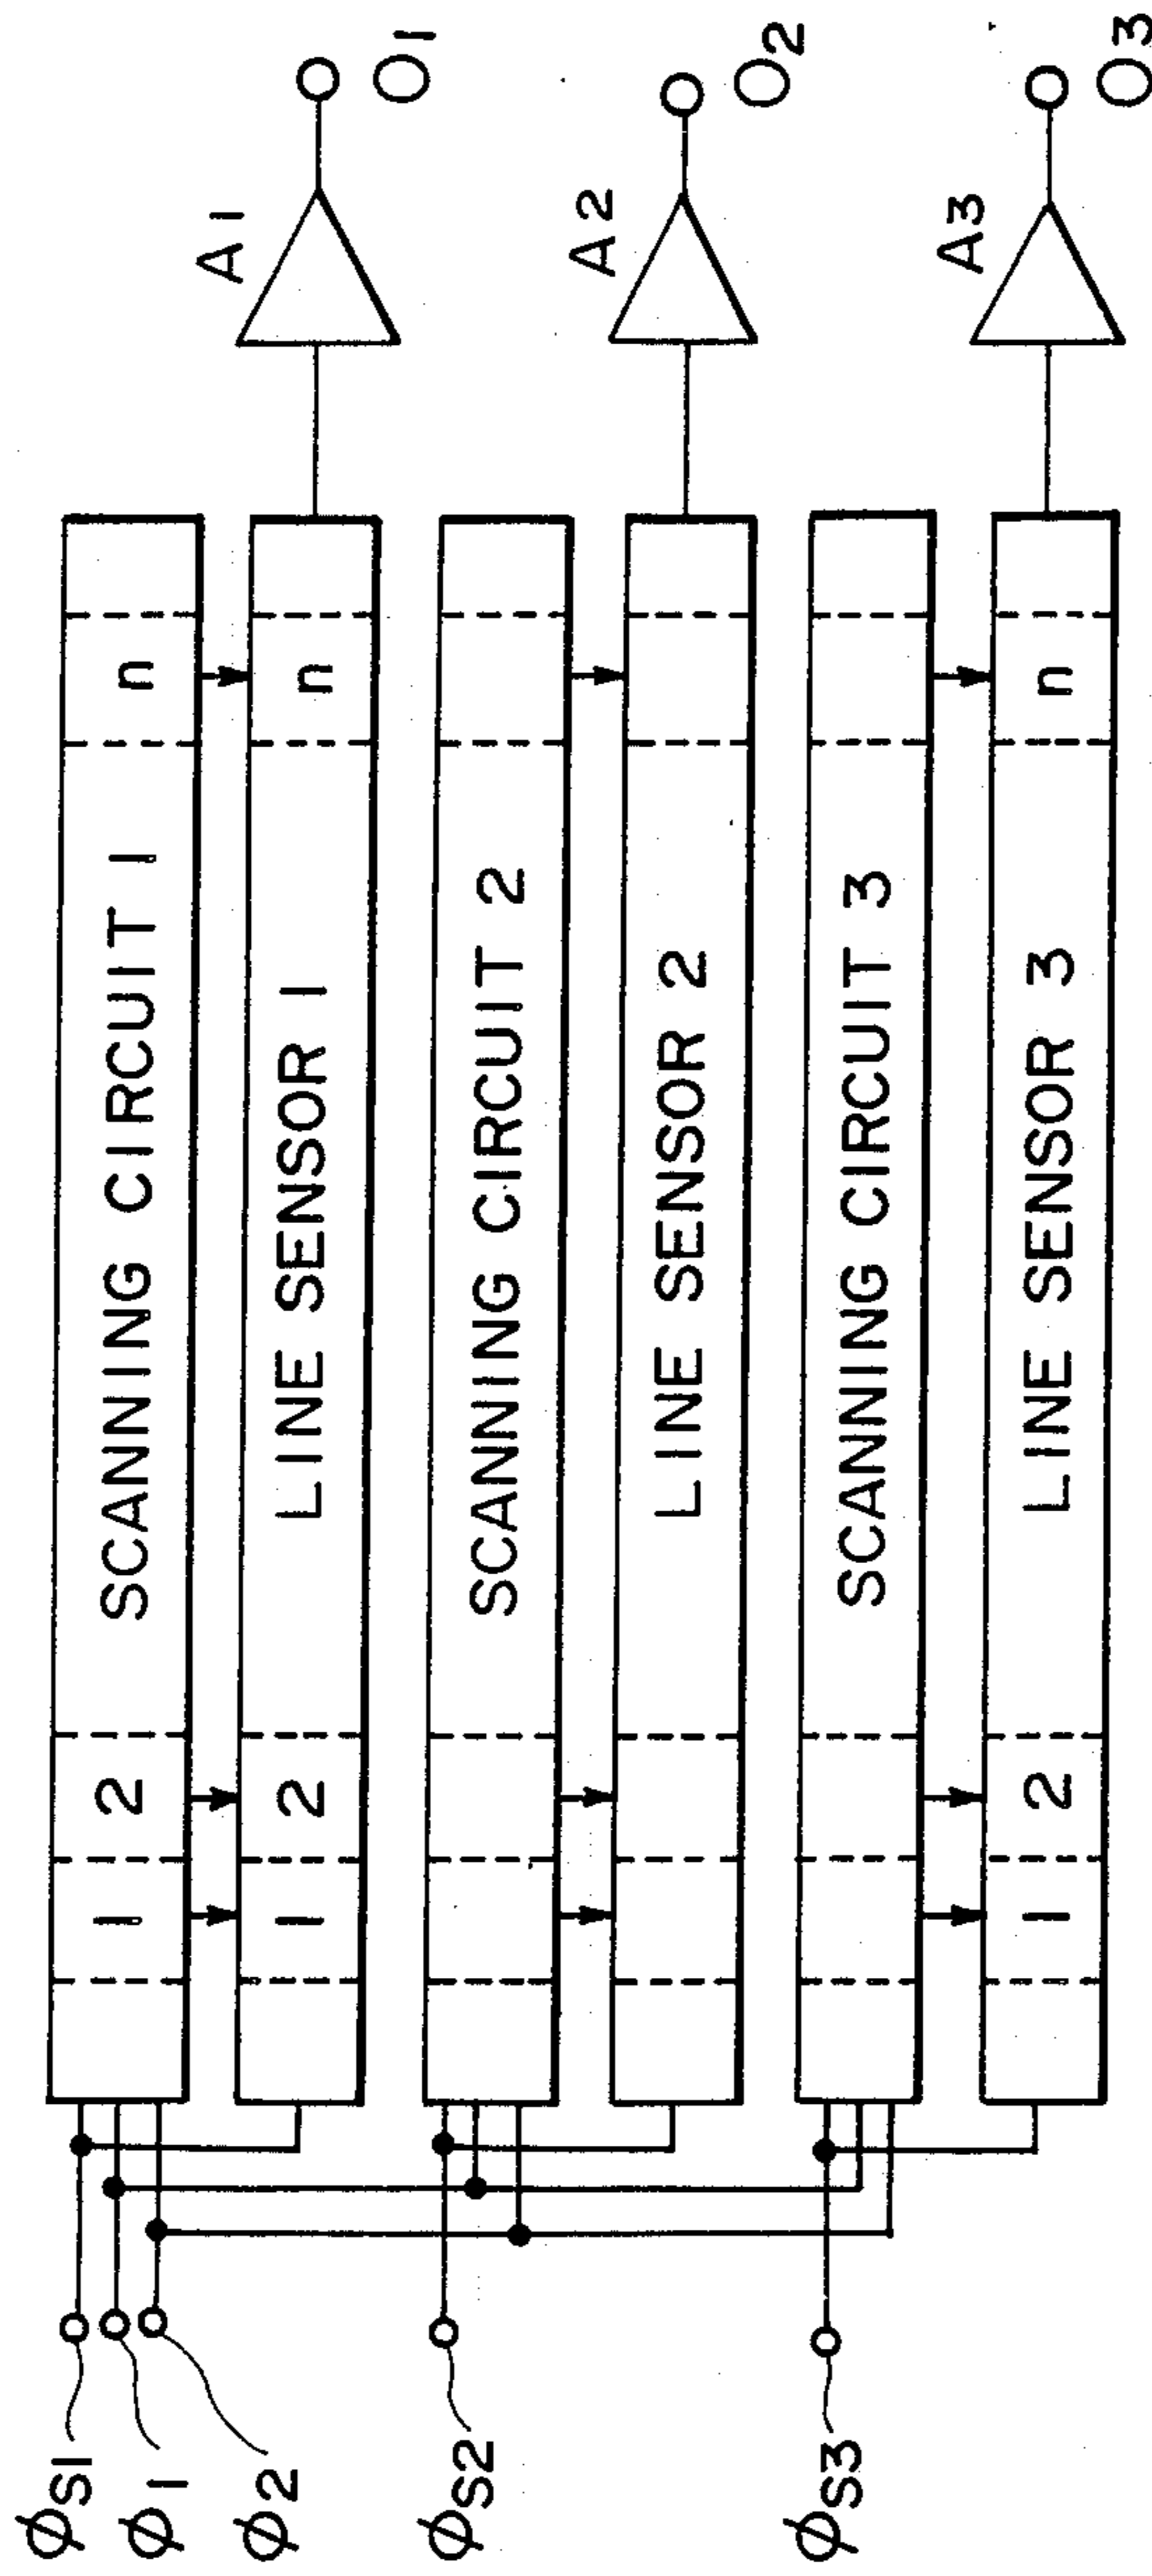 φS1
φ1
φ2
1 2 SCANNING CIRCUIT 1 n
1 2 LINE SENSOR 1 n
A1
O1
φS2
SCANNING CIRCUIT 2
LINE SENSOR 2
A2
O2
φS3
SCANNING CIRCUIT 3
1 2 LINE SENSOR 3 n
A3
O3